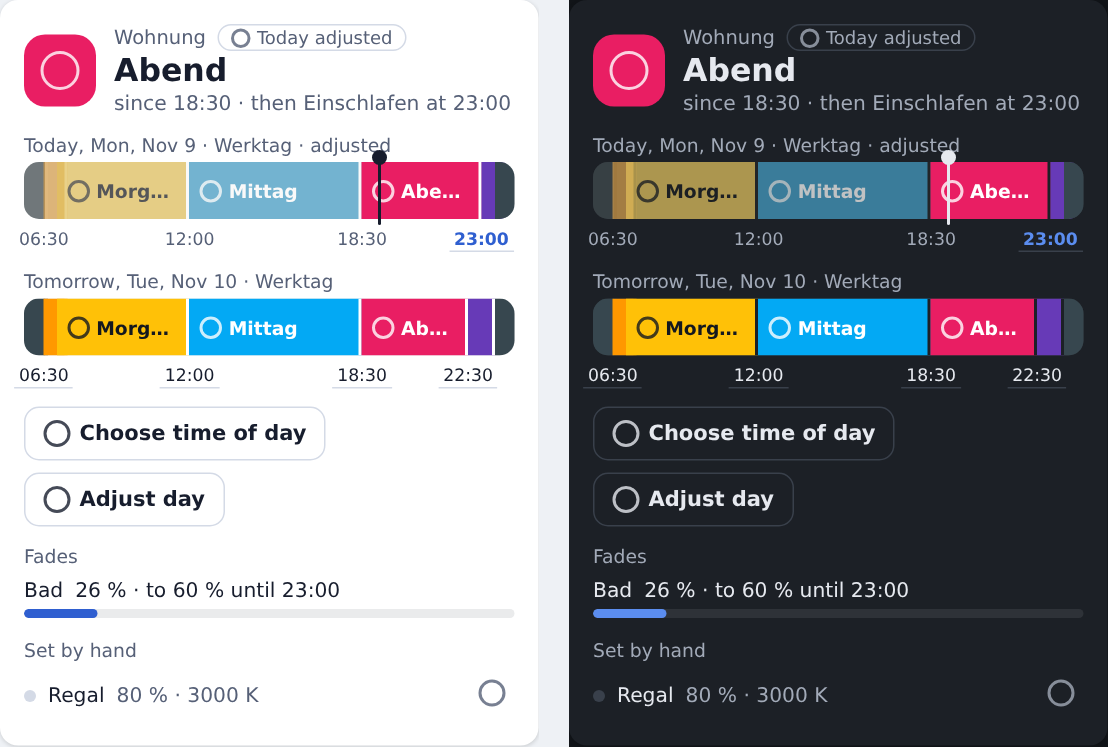 Wohnung Today adjusted
Abend
since 18:30 · then Einschlafen at 23:00
Today, Mon, Nov 9 · Werktag · adjusted
Morg… Mittag Abe…
06:30 12:00 18:30 23:00
Tomorrow, Tue, Nov 10 · Werktag
Morg… Mittag Ab…
06:30 12:00 18:30 22:30
Choose time of day
Adjust day
Fades
Bad 26 % · to 60 % until 23:00
Set by hand
Regal 80 % · 3000 K
Wohnung Today adjusted
Abend
since 18:30 · then Einschlafen at 23:00
Today, Mon, Nov 9 · Werktag · adjusted
Morg… Mittag Abe…
06:30 12:00 18:30 23:00
Tomorrow, Tue, Nov 10 · Werktag
Morg… Mittag Ab…
06:30 12:00 18:30 22:30
Choose time of day
Adjust day
Fades
Bad 26 % · to 60 % until 23:00
Set by hand
Regal 80 % · 3000 K